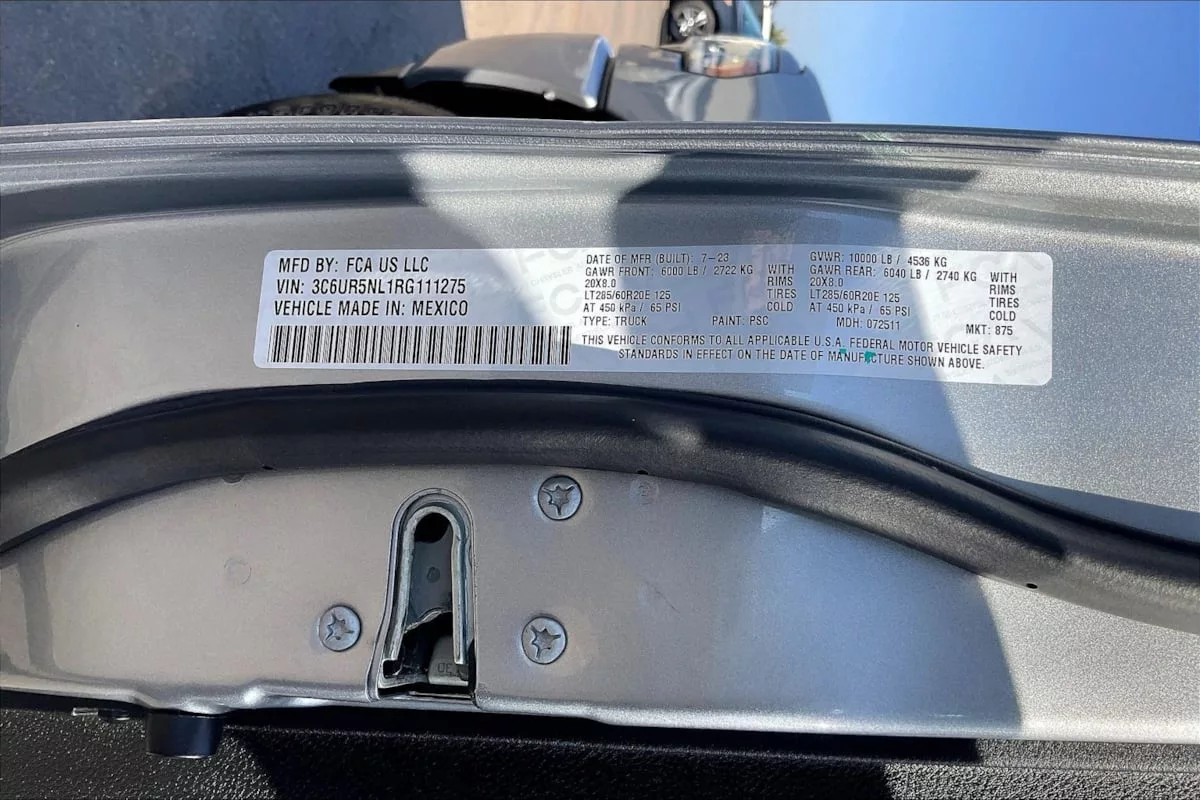 MFD BY: FCA US LLC
VIN: 3C6UR5NL1RG111275
VEHICLE MADE IN: MEXICO
DATE OF MFR (BUILT): 7-23
GAWR FRONT: 6000 LB / 2722 KG WITH
20X8.0 RIMS
LT285/60R20E 125 TIRES
AT 450 kPa / 65 PSI COLD
TYPE: TRUCK PAINT: PSC
GVWR: 10000 LB / 4536 KG
GAWR REAR: 6040 LB / 2740 KG WITH
20X8.0 RIMS
LT285/60R20E 125 TIRES
AT 450 kPa / 65 PSI COLD
MDH: 072511 MKT: 875
THIS VEHICLE CONFORMS TO ALL APPLICABLE U.S.A. FEDERAL MOTOR VEHICLE SAFETY
STANDARDS IN EFFECT ON THE DATE OF MANUFACTURE SHOWN ABOVE.